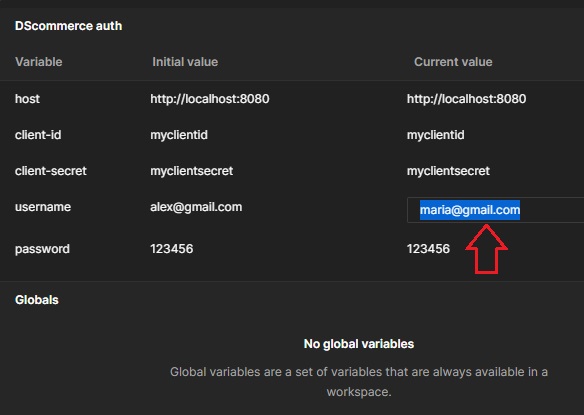 DScommerce auth
Variable Initial value Current value
host http://localhost:8080 http://localhost:8080
client-id myclientid myclientid
client-secret myclientsecret myclientsecret
username alex@gmail.com maria@gmail.com
password 123456 123456
Globals
No global variables
Global variables are a set of variables that are always available in a
workspace.